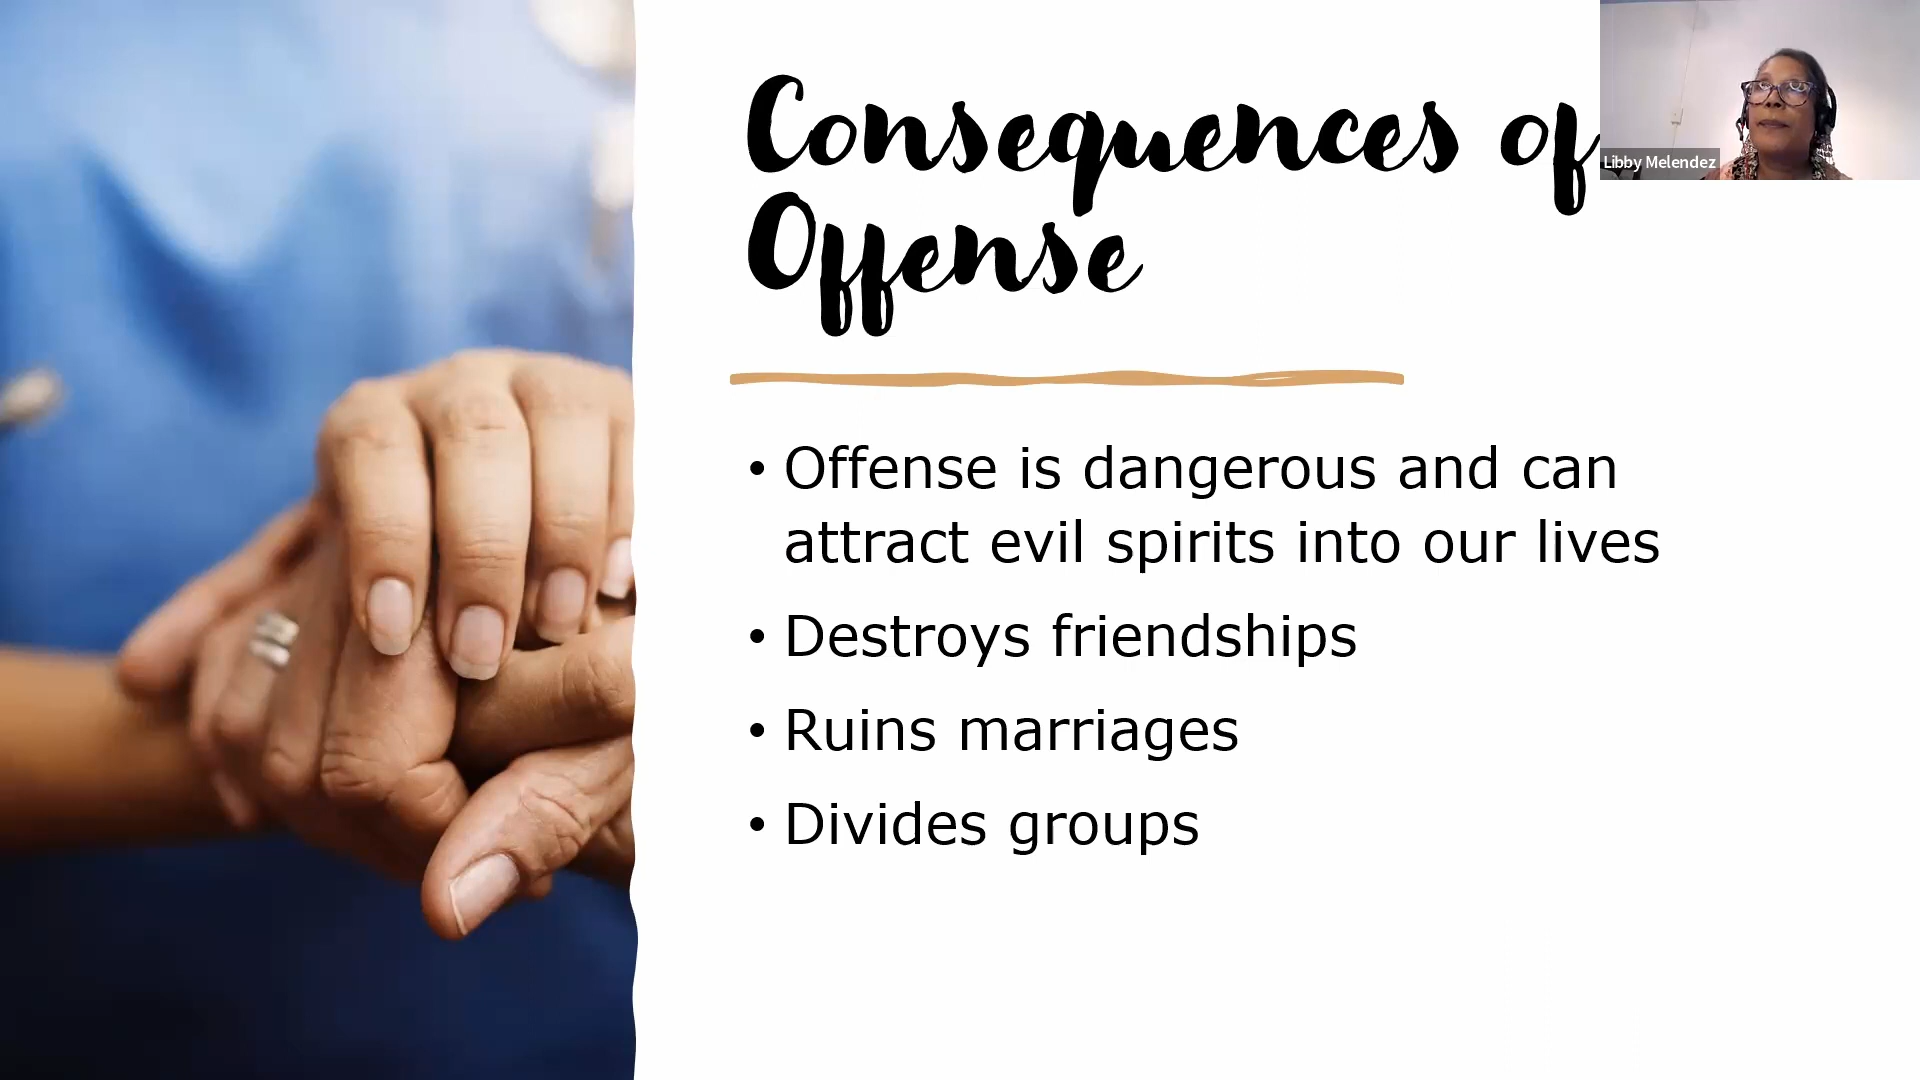 Consequences of
Offense
Libby Melendez
• Offense is dangerous and can
attract evil spirits into our lives
• Destroys friendships
• Ruins marriages
• Divides groups